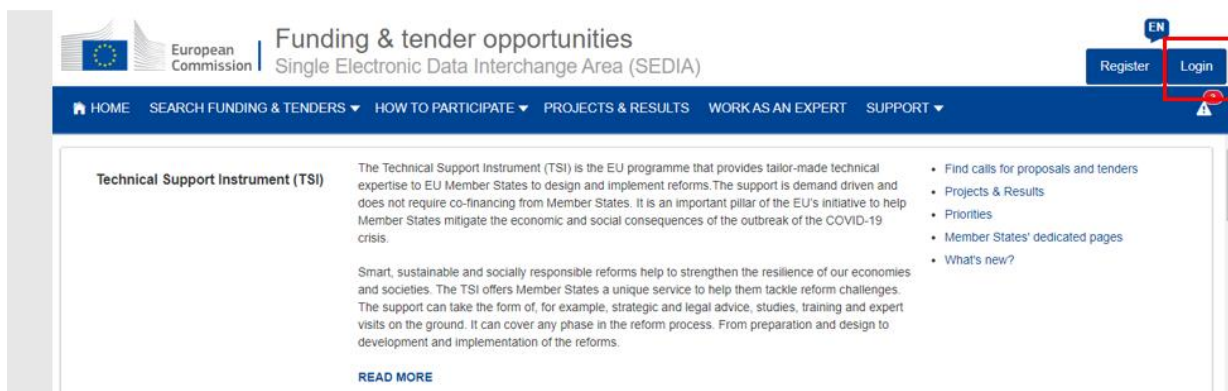 European
Commission
Funding & tender opportunities
Single Electronic Data Interchange Area (SEDIA)
EN
Register
Login
HOME SEARCH FUNDING & TENDERS HOW TO PARTICIPATE PROJECTS & RESULTS WORK AS AN EXPERT SUPPORT
Technical Support Instrument (TSI)
The Technical Support Instrument (TSI) is the EU programme that provides tailor-made technical
expertise to EU Member States to design and implement reforms.The support is demand driven and
does not require co-financing from Member States. It is an important pillar of the EU's initiative to help
Member States mitigate the economic and social consequences of the outbreak of the COVID-19
crisis.
Smart, sustainable and socially responsible reforms help to strengthen the resilience of our economies
and societies. The TSI offers Member States a unique service to help them tackle reform challenges.
The support can take the form of, for example, strategic and legal advice, studies, training and expert
visits on the ground. It can cover any phase in the reform process. From preparation and design to
development and implementation of the reforms.
READ MORE
• Find calls for proposals and tenders
• Projects & Results
• Priorities
• Member States' dedicated pages
• What's new?